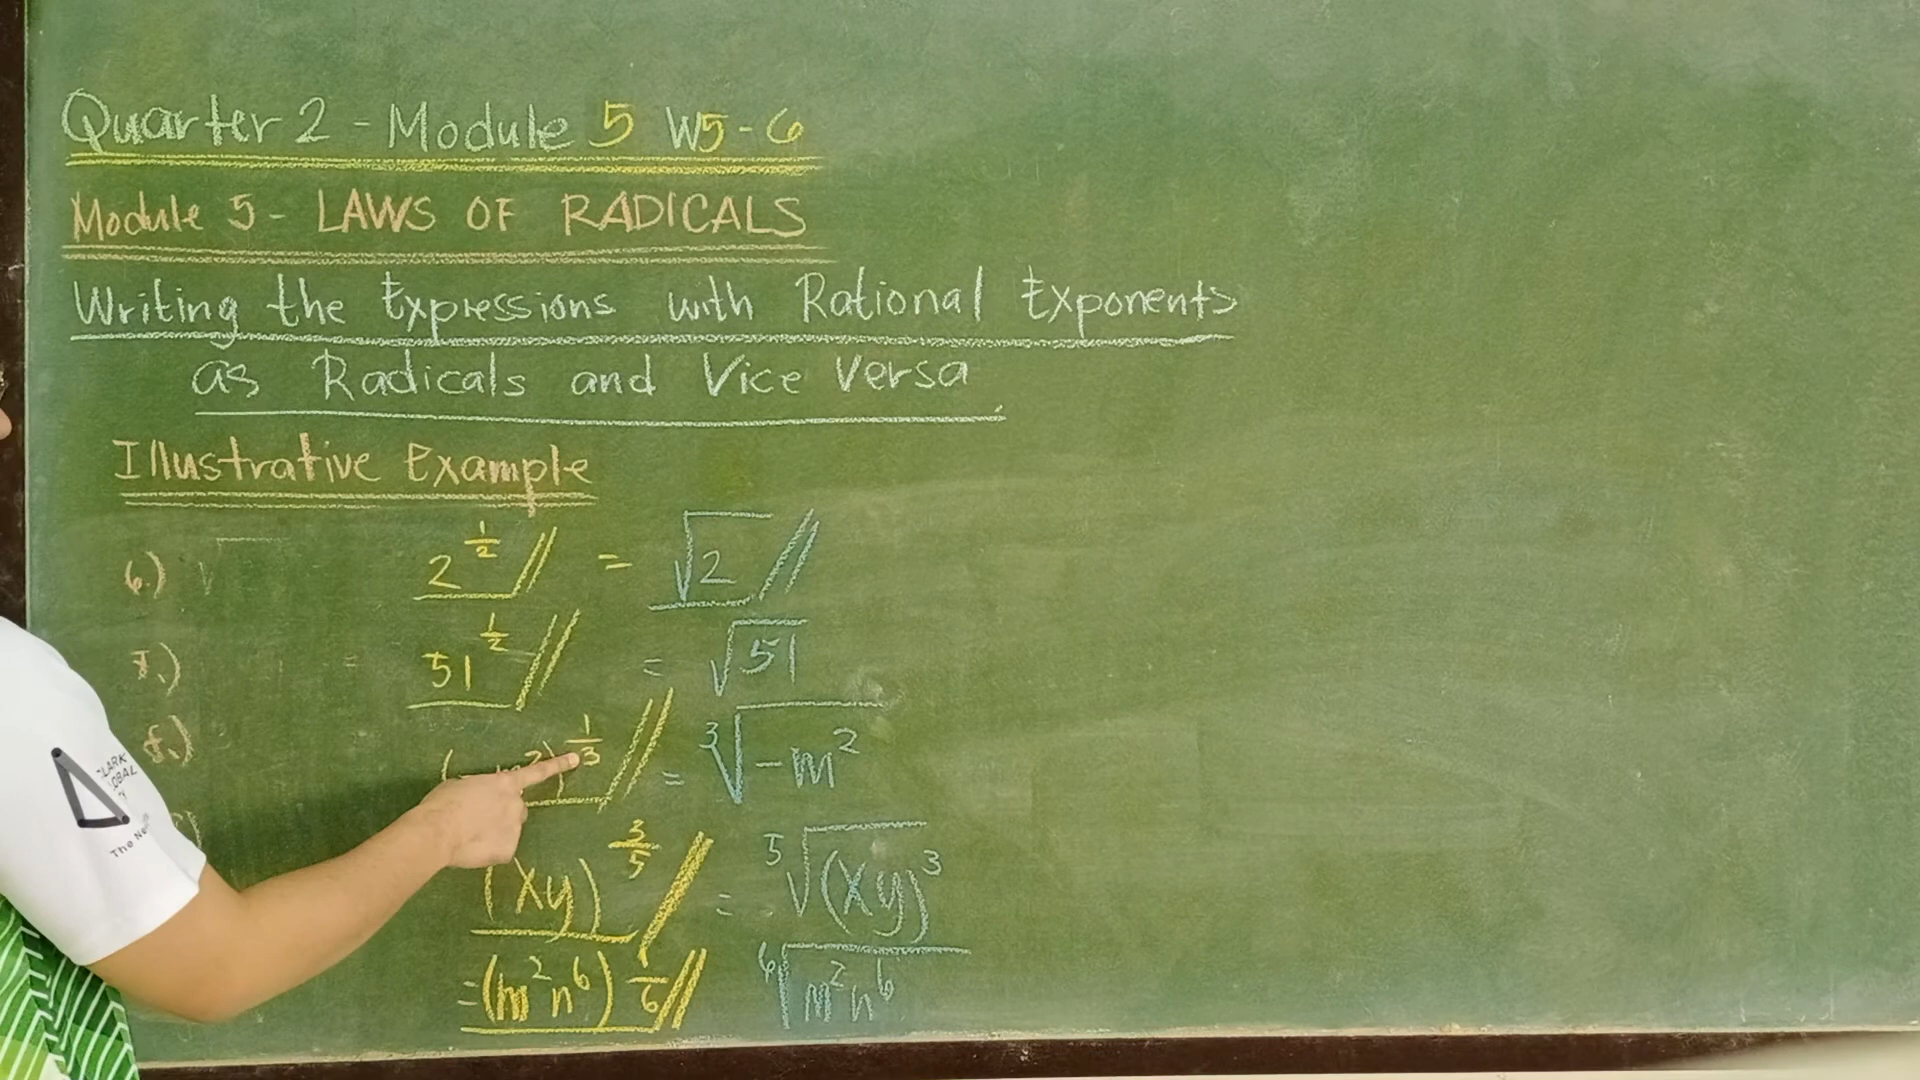 Quarter 2 - Module 5 W5-6
Module 5 - LAWS OF RADICALS
Writing the Expressions with Rational Exponents
as Radicals and Vice Versa
Illustrative Example
6.) √ 2^(1/2) // = √2 //
7.) = 51^(1/2) // = √51
8.) (-m²)^(1/3) // = ³√-m²
(xy)^(3/5) // = ⁵√(xy)³
=(m²n⁶)^(1/6) // ⁶√m²n⁶
The